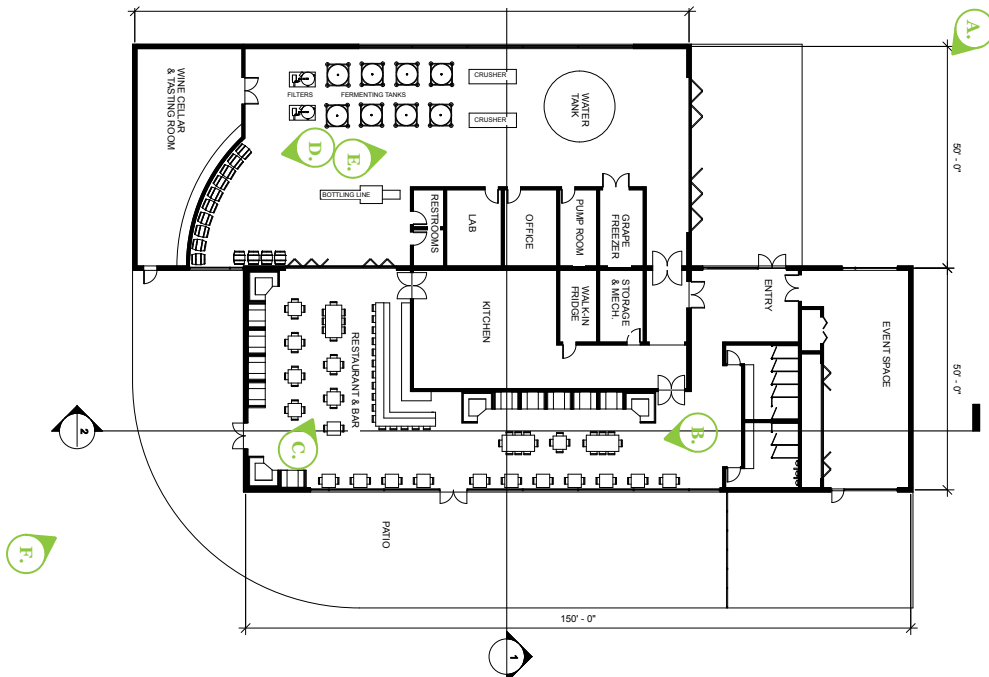 A.
WINE CELLAR
& TASTING ROOM
FILTERS
FERMENTING TANKS
CRUSHER
CRUSHER
WATER
TANK
50' - 0"
D.
E.
BOTTLING LINE
RESTROOMS
LAB
OFFICE
PUMP ROOM
GRAPE
FREEZER
KITCHEN
WALK-IN
FRIDGE
STORAGE
& MECH.
ENTRY
EVENT SPACE
50' - 0"
RESTAURANT & BAR
2
C.
B.
PATIO
F.
150' - 0"
1